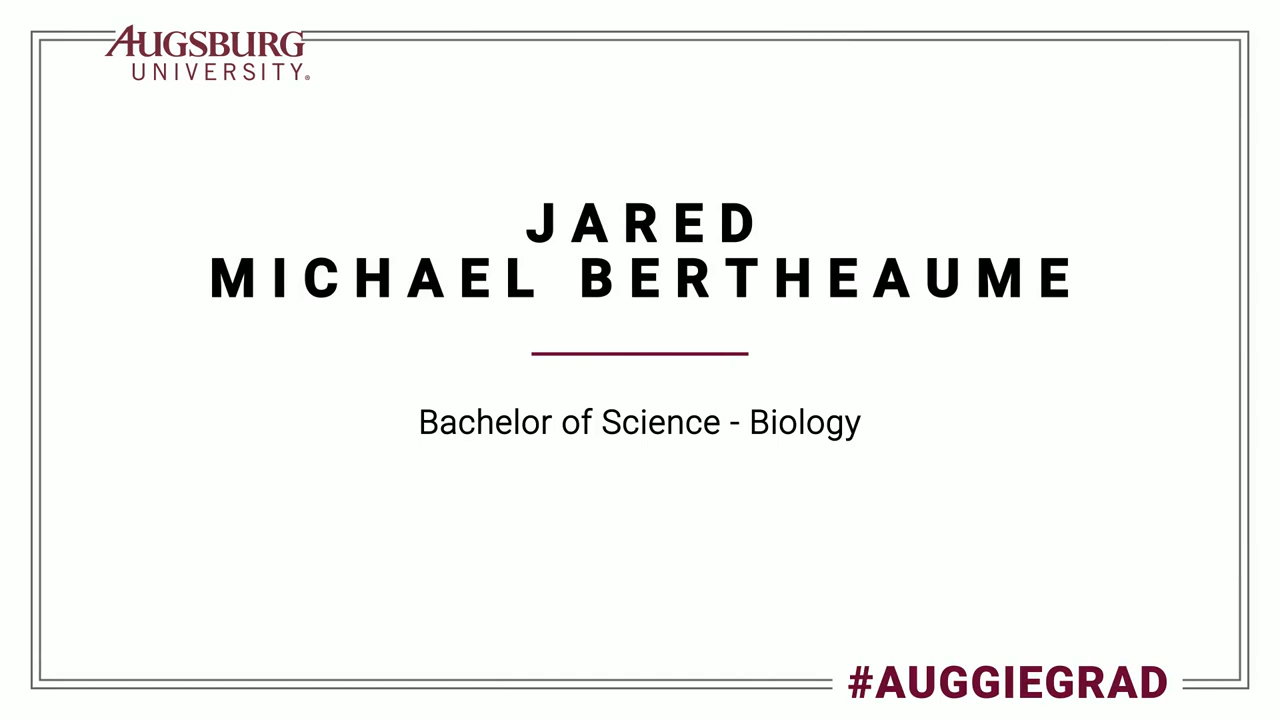 AUGSBURG
UNIVERSITY®
JARED
MICHAEL BERTHEAUME
Bachelor of Science - Biology
#AUGGIEGRAD